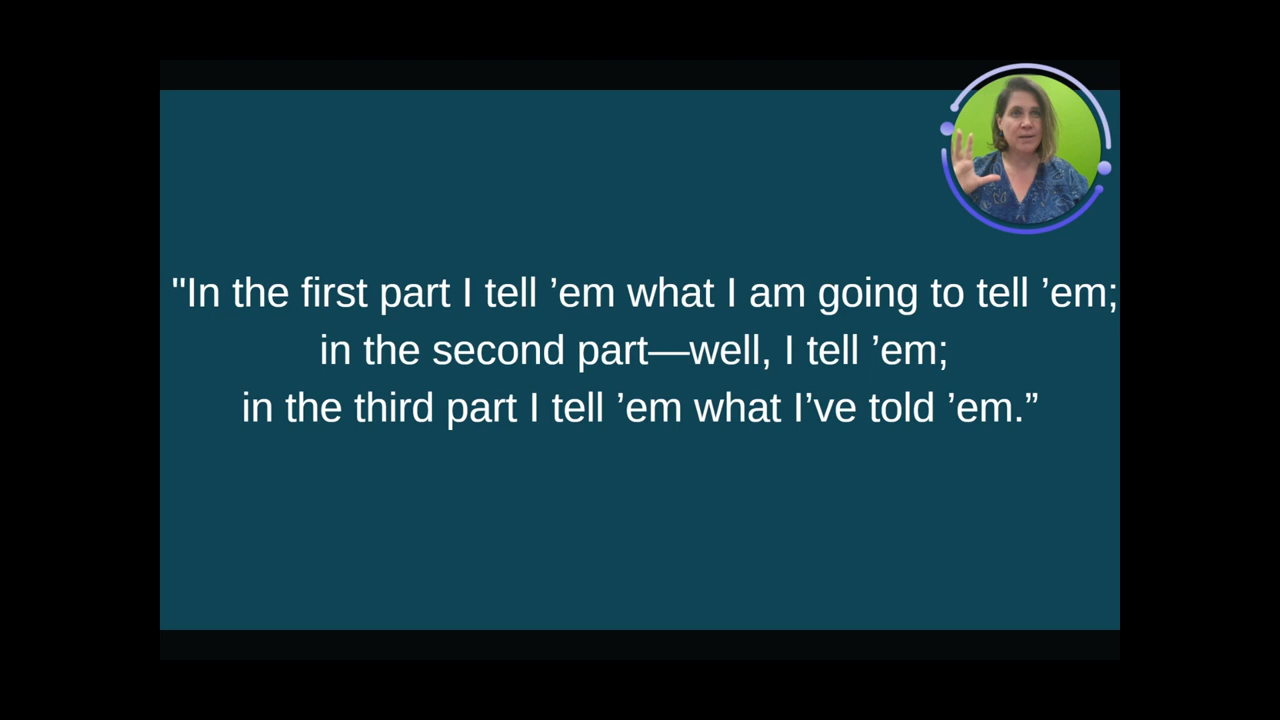 "In the first part I tell ’em what I am going to tell ’em;
in the second part—well, I tell ’em;
in the third part I tell ’em what I’ve told ’em.”